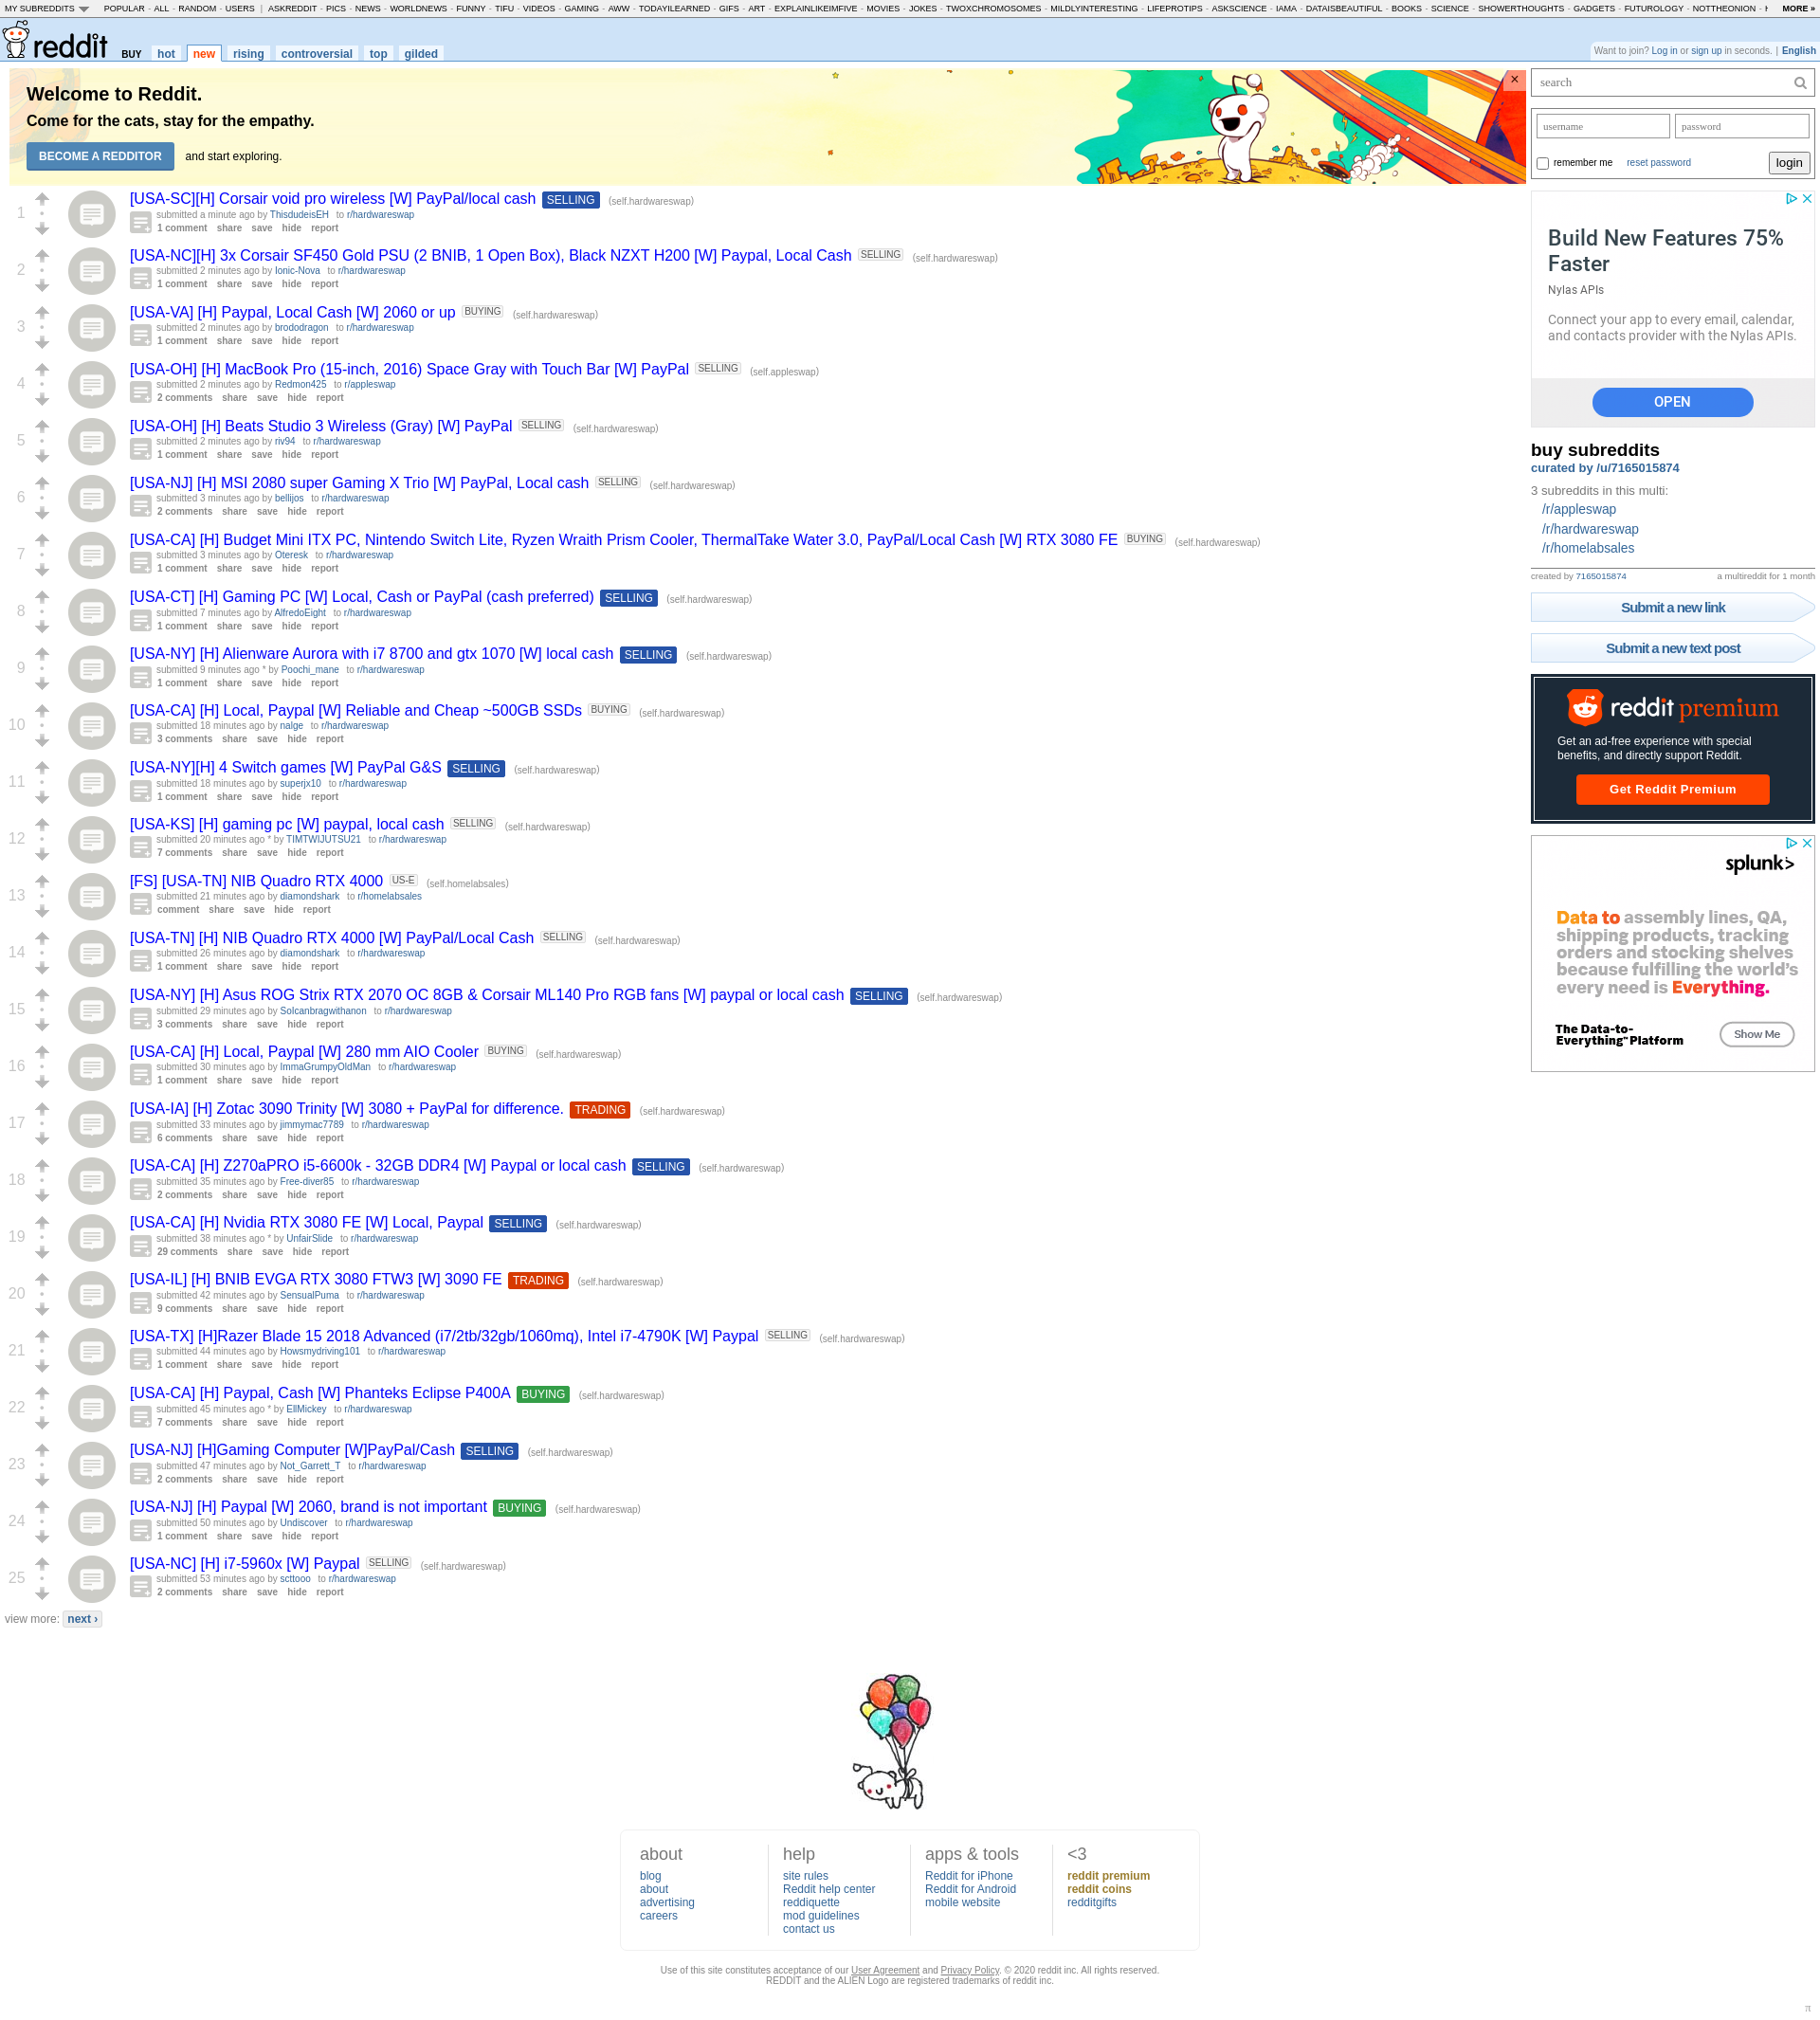 MY SUBREDDITS POPULAR - ALL - RANDOM - USERS | ASKREDDIT - PICS - NEWS - WORLDNEWS - FUNNY - TIFU - VIDEOS - GAMING - AWW - TODAYILEARNED - GIFS - ART - EXPLAINLIKEIMFIVE - MOVIES - JOKES - TWOXCHROMOSOMES - MILDLYINTERESTING - LIFEPROTIPS - ASKSCIENCE - IAMA - DATAISBEAUTIFUL - BOOKS - SCIENCE - SHOWERTHOUGHTS - GADGETS - FUTUROLOGY - NOTTHEONION - MORE »
reddit BUY hot new rising controversial top gilded
Want to join? Log in or sign up in seconds. | English
Welcome to Reddit.
Come for the cats, stay for the empathy.
BECOME A REDDITOR and start exploring.
×
1
[USA-SC][H] Corsair void pro wireless [W] PayPal/local cash SELLING (self.hardwareswap)
submitted a minute ago by ThisdudeisEH to r/hardwareswap
1 comment share save hide report
2
[USA-NC][H] 3x Corsair SF450 Gold PSU (2 BNIB, 1 Open Box), Black NZXT H200 [W] Paypal, Local Cash SELLING (self.hardwareswap)
submitted 2 minutes ago by Ionic-Nova to r/hardwareswap
1 comment share save hide report
3
[USA-VA] [H] Paypal, Local Cash [W] 2060 or up BUYING (self.hardwareswap)
submitted 2 minutes ago by brododragon to r/hardwareswap
1 comment share save hide report
4
[USA-OH] [H] MacBook Pro (15-inch, 2016) Space Gray with Touch Bar [W] PayPal SELLING (self.appleswap)
submitted 2 minutes ago by Redmon425 to r/appleswap
2 comments share save hide report
5
[USA-OH] [H] Beats Studio 3 Wireless (Gray) [W] PayPal SELLING (self.hardwareswap)
submitted 2 minutes ago by riv94 to r/hardwareswap
1 comment share save hide report
6
[USA-NJ] [H] MSI 2080 super Gaming X Trio [W] PayPal, Local cash SELLING (self.hardwareswap)
submitted 3 minutes ago by bellijos to r/hardwareswap
2 comments share save hide report
7
[USA-CA] [H] Budget Mini ITX PC, Nintendo Switch Lite, Ryzen Wraith Prism Cooler, ThermalTake Water 3.0, PayPal/Local Cash [W] RTX 3080 FE BUYING (self.hardwareswap)
submitted 3 minutes ago by Oteresk to r/hardwareswap
1 comment share save hide report
8
[USA-CT] [H] Gaming PC [W] Local, Cash or PayPal (cash preferred) SELLING (self.hardwareswap)
submitted 7 minutes ago by AlfredoEight to r/hardwareswap
1 comment share save hide report
9
[USA-NY] [H] Alienware Aurora with i7 8700 and gtx 1070 [W] local cash SELLING (self.hardwareswap)
submitted 9 minutes ago * by Poochi_mane to r/hardwareswap
1 comment share save hide report
10
[USA-CA] [H] Local, Paypal [W] Reliable and Cheap ~500GB SSDs BUYING (self.hardwareswap)
submitted 18 minutes ago by nalge to r/hardwareswap
3 comments share save hide report
11
[USA-NY][H] 4 Switch games [W] PayPal G&S SELLING (self.hardwareswap)
submitted 18 minutes ago by superjx10 to r/hardwareswap
1 comment share save hide report
12
[USA-KS] [H] gaming pc [W] paypal, local cash SELLING (self.hardwareswap)
submitted 20 minutes ago * by TIMTWIJUTSU21 to r/hardwareswap
7 comments share save hide report
13
[FS] [USA-TN] NIB Quadro RTX 4000 US-E (self.homelabsales)
submitted 21 minutes ago by diamondshark to r/homelabsales
comment share save hide report
14
[USA-TN] [H] NIB Quadro RTX 4000 [W] PayPal/Local Cash SELLING (self.hardwareswap)
submitted 26 minutes ago by diamondshark to r/hardwareswap
1 comment share save hide report
15
[USA-NY] [H] Asus ROG Strix RTX 2070 OC 8GB & Corsair ML140 Pro RGB fans [W] paypal or local cash SELLING (self.hardwareswap)
submitted 29 minutes ago by Solcanbragwithanon to r/hardwareswap
3 comments share save hide report
16
[USA-CA] [H] Local, Paypal [W] 280 mm AIO Cooler BUYING (self.hardwareswap)
submitted 30 minutes ago by ImmaGrumpyOldMan to r/hardwareswap
1 comment share save hide report
17
[USA-IA] [H] Zotac 3090 Trinity [W] 3080 + PayPal for difference. TRADING (self.hardwareswap)
submitted 33 minutes ago by jimmymac7789 to r/hardwareswap
6 comments share save hide report
18
[USA-CA] [H] Z270aPRO i5-6600k - 32GB DDR4 [W] Paypal or local cash SELLING (self.hardwareswap)
submitted 35 minutes ago by Free-diver85 to r/hardwareswap
2 comments share save hide report
19
[USA-CA] [H] Nvidia RTX 3080 FE [W] Local, Paypal SELLING (self.hardwareswap)
submitted 38 minutes ago * by UnfairSlide to r/hardwareswap
29 comments share save hide report
20
[USA-IL] [H] BNIB EVGA RTX 3080 FTW3 [W] 3090 FE TRADING (self.hardwareswap)
submitted 42 minutes ago by SensualPuma to r/hardwareswap
9 comments share save hide report
21
[USA-TX] [H]Razer Blade 15 2018 Advanced (i7/2tb/32gb/1060mq), Intel i7-4790K [W] Paypal SELLING (self.hardwareswap)
submitted 44 minutes ago by Howsmydriving101 to r/hardwareswap
1 comment share save hide report
22
[USA-CA] [H] Paypal, Cash [W] Phanteks Eclipse P400A BUYING (self.hardwareswap)
submitted 45 minutes ago * by EllMickey to r/hardwareswap
7 comments share save hide report
23
[USA-NJ] [H]Gaming Computer [W]PayPal/Cash SELLING (self.hardwareswap)
submitted 47 minutes ago by Not_Garrett_T to r/hardwareswap
2 comments share save hide report
24
[USA-NJ] [H] Paypal [W] 2060, brand is not important BUYING (self.hardwareswap)
submitted 50 minutes ago by Undiscover to r/hardwareswap
1 comment share save hide report
25
[USA-NC] [H] i7-5960x [W] Paypal SELLING (self.hardwareswap)
submitted 53 minutes ago by scttooo to r/hardwareswap
2 comments share save hide report
view more: next ›
search
username password
remember me reset password login
Build New Features 75%
Faster
Nylas APIs
Connect your app to every email, calendar,
and contacts provider with the Nylas APIs.
OPEN
buy subreddits
curated by /u/7165015874
3 subreddits in this multi:
/r/appleswap
/r/hardwareswap
/r/homelabsales
created by 7165015874 a multireddit for 1 month
Submit a new link
Submit a new text post
reddit premium
Get an ad-free experience with special
benefits, and directly support Reddit.
Get Reddit Premium
splunk>
Data to assembly lines, QA,
shipping products, tracking
orders and stocking shelves
because fulfilling the world's
every need is Everything.
The Data-to-
Everything™ Platform
Show Me
about
blog
about
advertising
careers
help
site rules
Reddit help center
reddiquette
mod guidelines
contact us
apps & tools
Reddit for iPhone
Reddit for Android
mobile website
<3
reddit premium
reddit coins
redditgifts
Use of this site constitutes acceptance of our User Agreement and Privacy Policy. © 2020 reddit inc. All rights reserved.
REDDIT and the ALIEN Logo are registered trademarks of reddit inc.
π